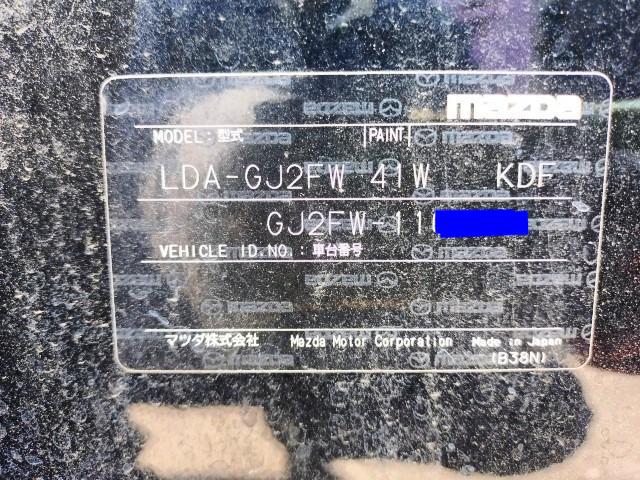 mazda
MODEL:型式 PAINT
LDA-GJ2FW 41W KDF
GJ2FW-11
VEHICLE ID.NO.:車台番号
マツダ株式会社 Mazda Motor Corporation Made in Japan
(B38N)